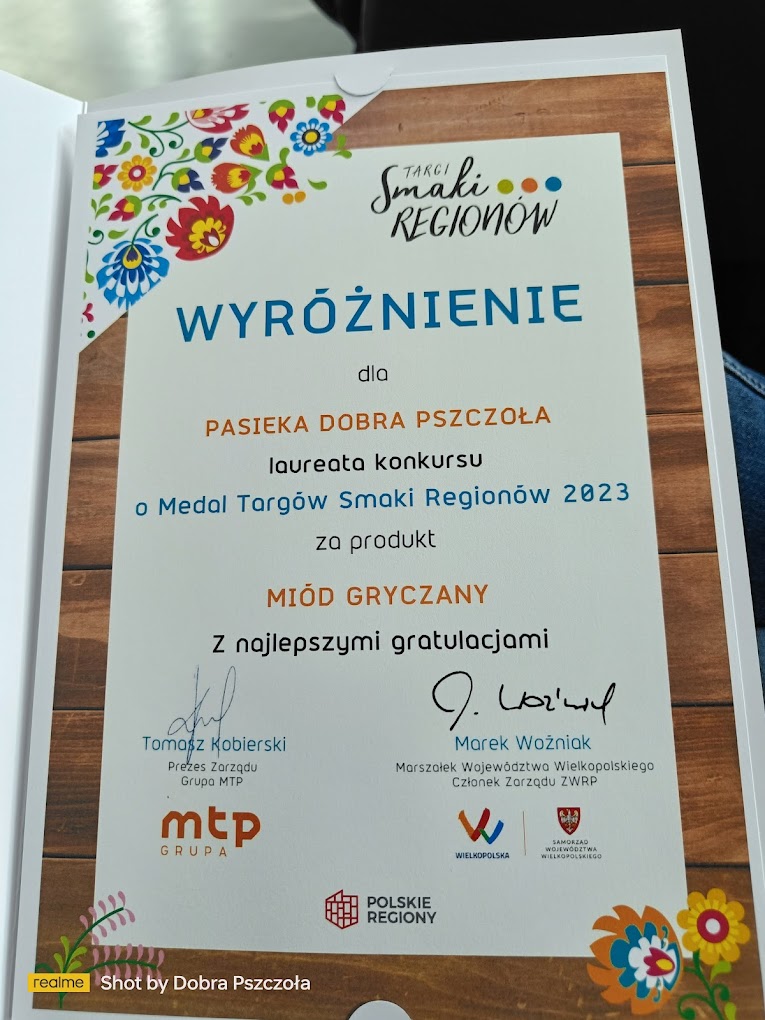 TARGI
Smaki
REGIONÓW
WYRÓŻNIENIE
dla
PASIEKA DOBRA PSZCZOŁA
laureata konkursu
o Medal Targów Smaki Regionów 2023
za produkt
MIÓD GRYCZANY
Z najlepszymi gratulacjami
J. Woźniak
Tomasz Kobierski
Prezes Zarządu
Grupa MTP
Marek Woźniak
Marszałek Województwa Wielkopolskiego
Członek Zarządu ZWRP
mtp
GRUPA
WIELKOPOLSKA
SAMORZĄD
WOJEWÓDZTWA
WIELKOPOLSKIEGO
POLSKIE
REGIONY
realme Shot by Dobra Pszczoła